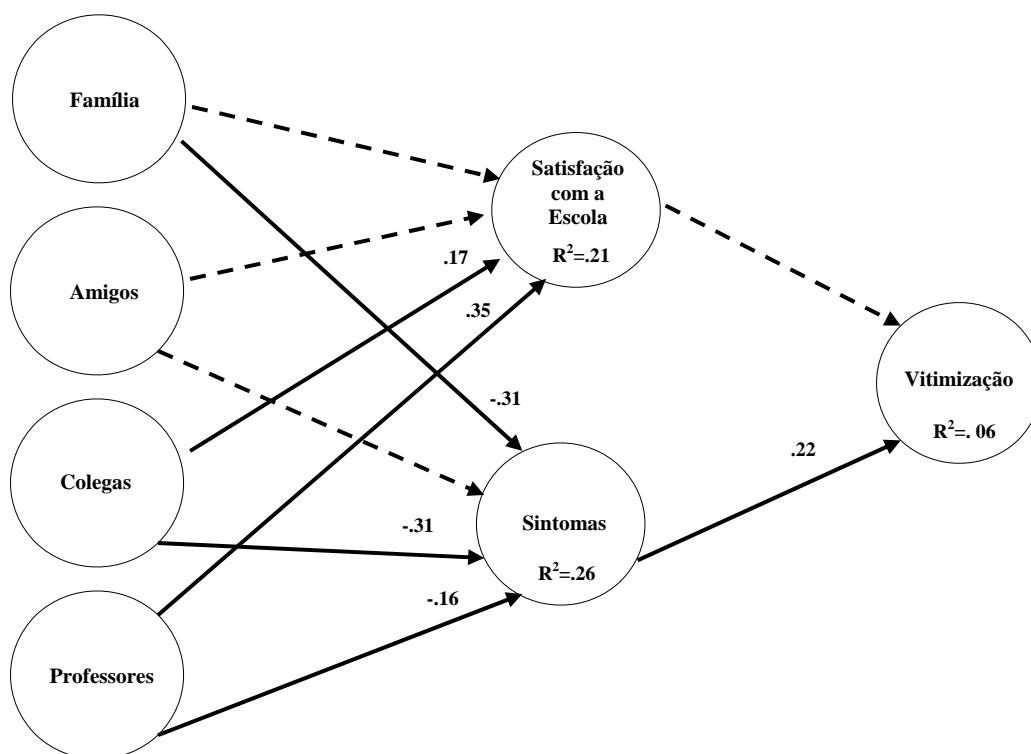 Família
Satisfação
com a
Escola
R²=.21
.17
Amigos
.35
Vitimização
R²=. 06
-.31
.22
Colegas
-.31
Sintomas
R²=.26
-.16
Professores